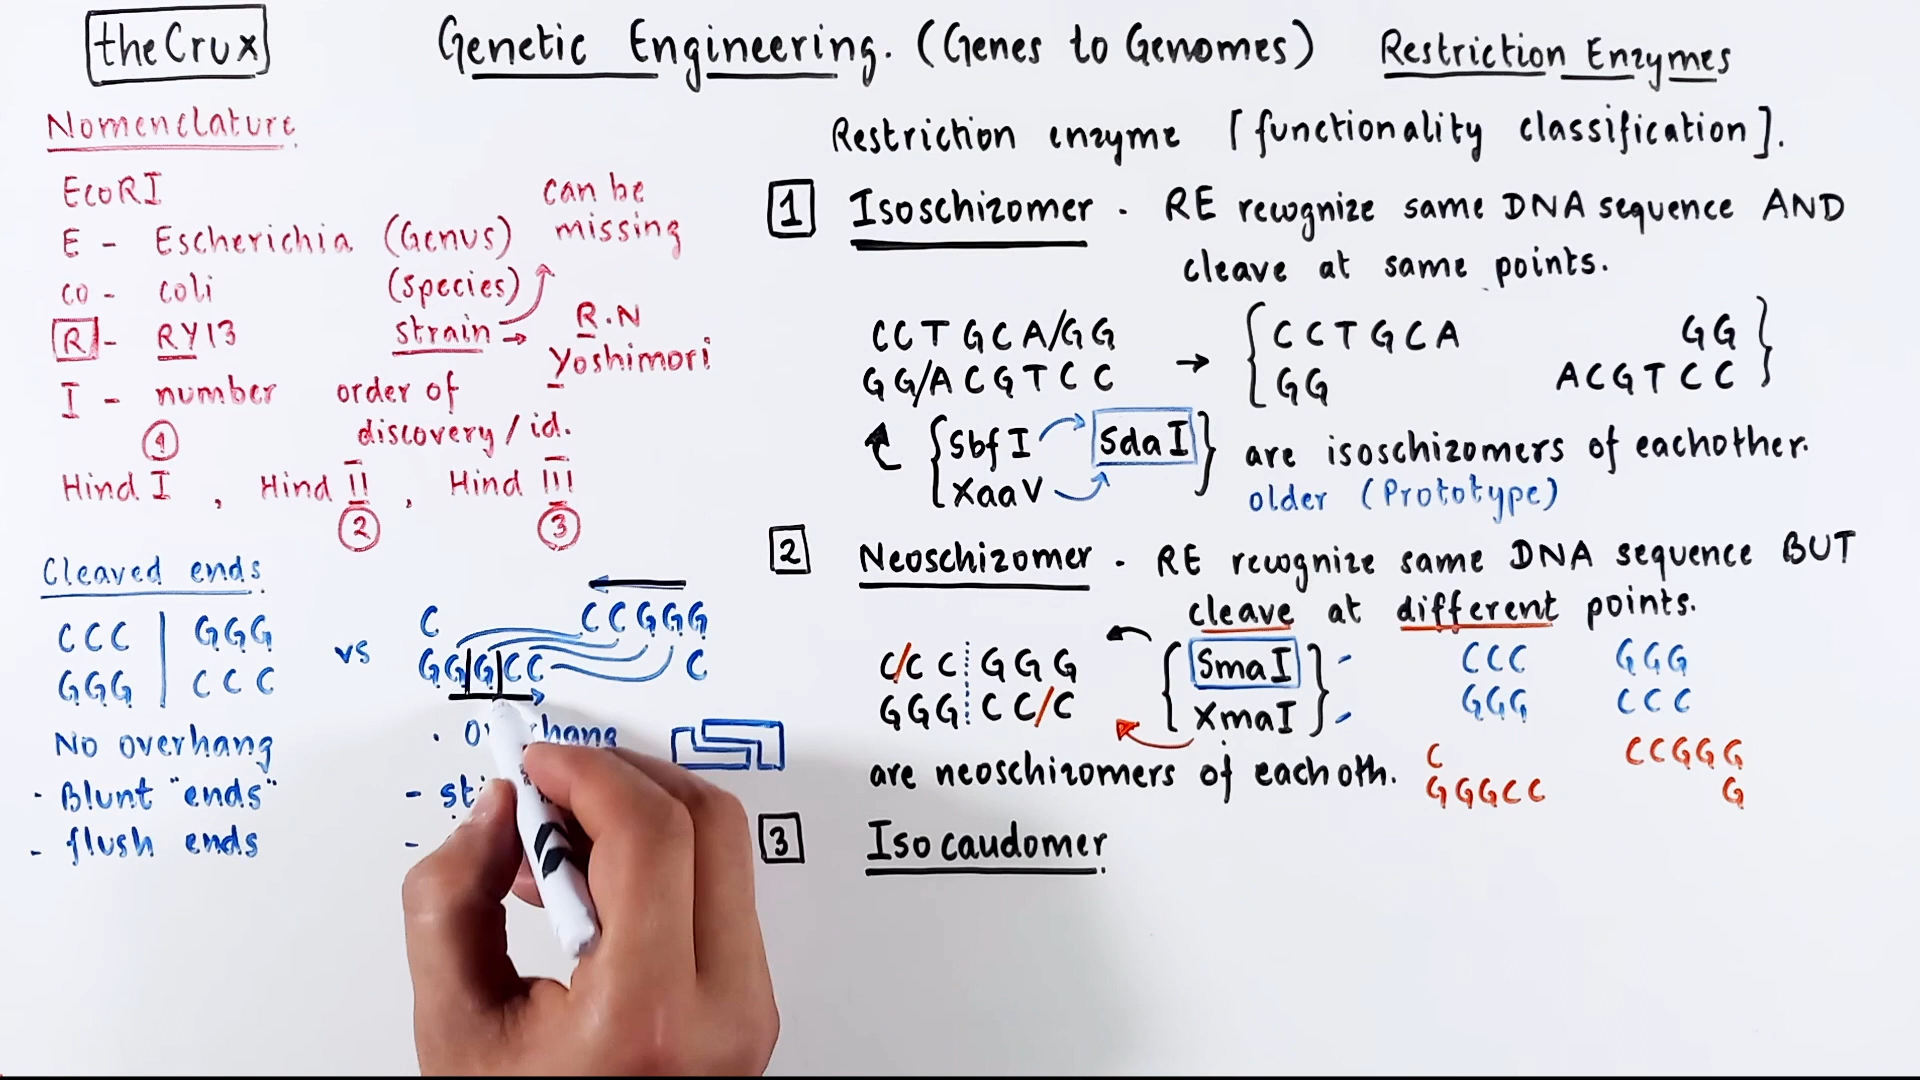 theCrux
Genetic Engineering. (Genes to Genomes) Restriction Enzymes
Nomenclature
EcoRI
E - Escherichia (Genus)
can be missing
co - coli (species)
R - RY13 strain → R.N Yoshimori
I - number order of discovery / id.
1
Hind I , Hind II , Hind III
2 3
Cleaved ends
CCC | GGG
GGG | CCC
No overhang
. Blunt "ends"
- flush ends
vs
C CCGGG
GG|G|CC C
.
-
-
Restriction enzyme [functionality classification].
1 Isoschizomer - RE recognize same DNA sequence AND
cleave at same points.
CCTGCA/GG → CCTGCA GG
GG/ACGTCC GG ACGTCC
{SbfI SdaI} are isoschizomers of eachother.
XaaV older (Prototype)
2 Neoschizomer - RE recognize same DNA sequence BUT
cleave at different points.
C/CC GGG {SmaI CCC GGG
GGG CC/C XmaI} GGG CCC
are neoschizomers of each oth.
C CCGGG
GGGCC G
3 Isocaudomer